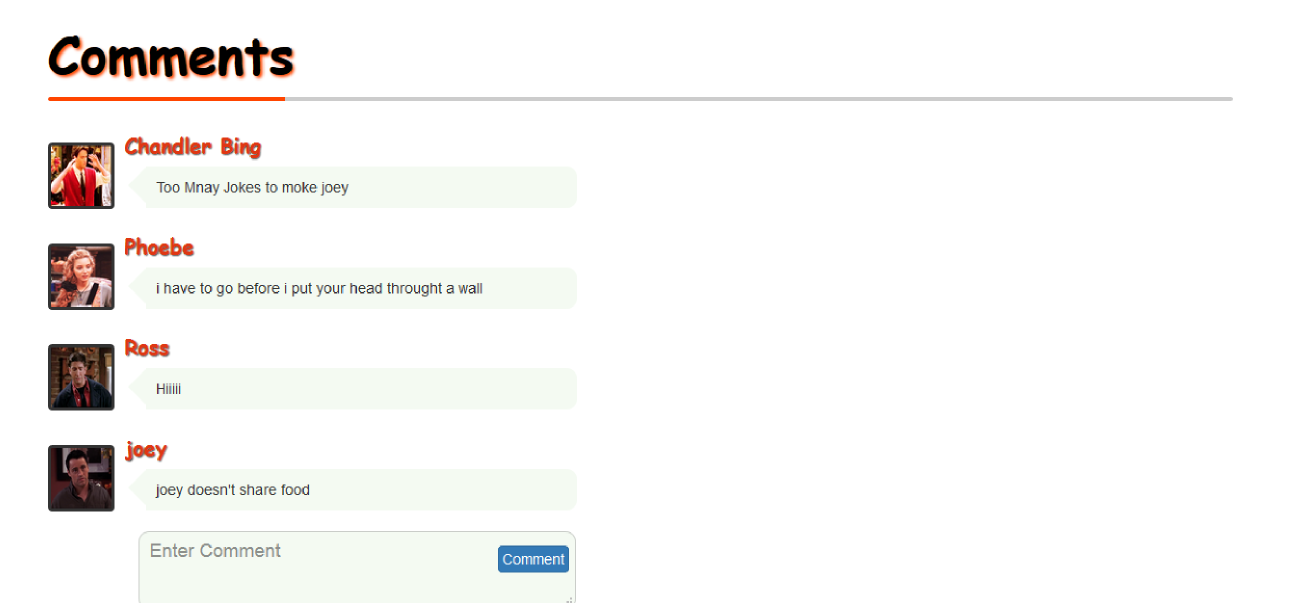 Comments
Chandler Bing
Too Mnay Jokes to moke joey
Phoebe
i have to go before i put your head throught a wall
Ross
Hiiiii
joey
joey doesn't share food
Enter Comment
Comment